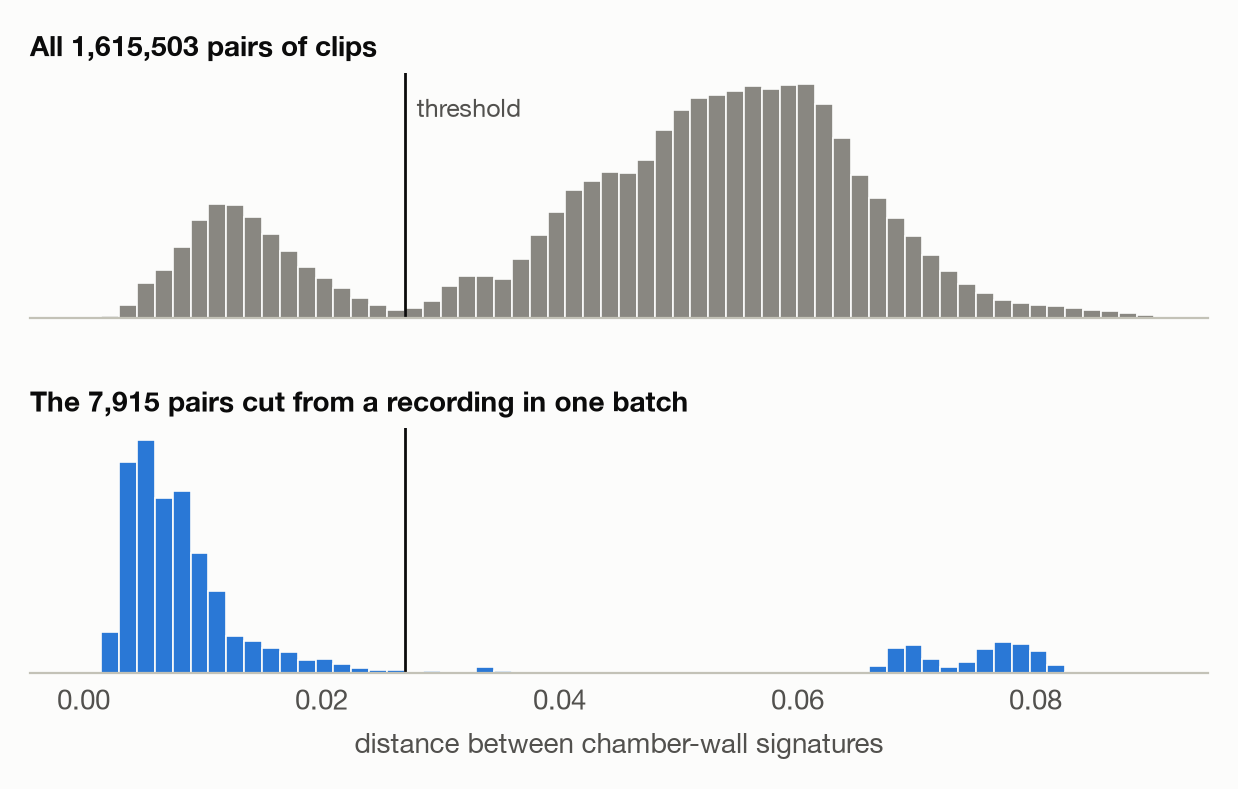 All 1,615,503 pairs of clips
threshold
The 7,915 pairs cut from a recording in one batch
0.00 0.02 0.04 0.06 0.08
distance between chamber-wall signatures